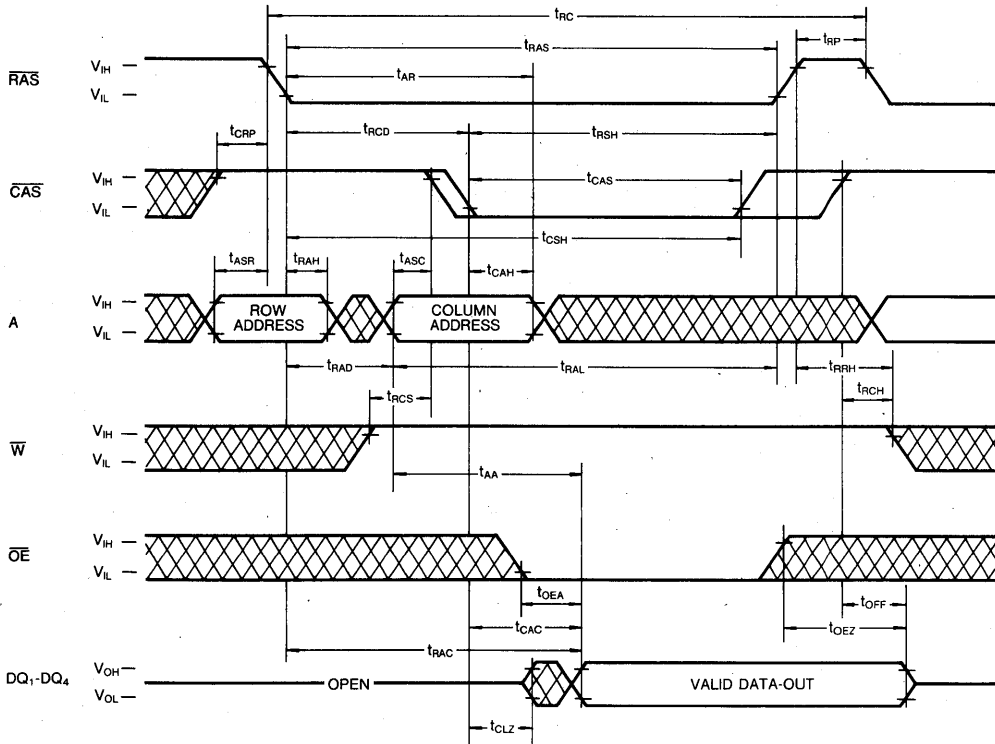 tRC
tRAS
tRP
RAS
VIH
VIL
tAR
tRCD
tRSH
tCRP
CAS
VIH
VIL
tCAS
tCSH
tASR
tRAH
tASC
tCAH
A
VIH
VIL
ROW ADDRESS
COLUMN ADDRESS
tRAD
tRAL
tRRH
tRCS
tRCH
W
VIH
VIL
tAA
OE
VIH
VIL
tOEA
tOFF
tCAC
tOEZ
tRAC
DQ1-DQ4
VOH
VOL
OPEN
VALID DATA-OUT
tCLZ